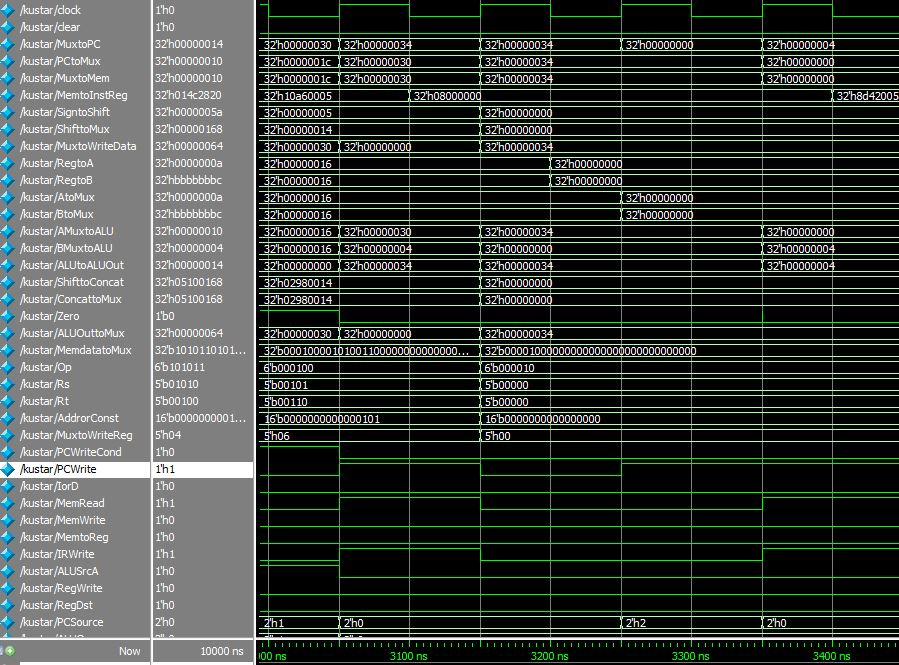 /kustar/clock 1'h0
/kustar/clear 1'h0
/kustar/MuxtoPC 32'h00000014 32'h00000030 32'h00000034 32'h00000034 32'h00000000 32'h00000004
/kustar/PCtoMux 32'h00000010 32'h0000001c 32'h00000030 32'h00000034 32'h00000000
/kustar/MuxtoMem 32'h00000010 32'h0000001c 32'h00000030 32'h00000034 32'h00000000
/kustar/MemtoInstReg 32'h014c2820 32'h10a60005 32'h08000000 32'h8d42005
/kustar/SigntoShift 32'h0000005a 32'h00000005 32'h00000000
/kustar/ShifttoMux 32'h00000168 32'h00000014 32'h00000000
/kustar/MuxtoWriteData 32'h00000064 32'h00000030 32'h00000000 32'h00000034
/kustar/RegtoA 32'h0000000a 32'h00000016 32'h00000000
/kustar/RegtoB 32'hbbbbbbbc 32'h00000016 32'h00000000
/kustar/AtoMux 32'h0000000a 32'h00000016 32'h00000000
/kustar/BtoMux 32'hbbbbbbbc 32'h00000016 32'h00000000
/kustar/AMuxtoALU 32'h00000010 32'h00000016 32'h00000030 32'h00000034 32'h00000000
/kustar/BMuxtoALU 32'h00000004 32'h00000016 32'h00000004 32'h00000000 32'h00000004
/kustar/ALUtoALUOut 32'h00000014 32'h00000000 32'h00000034 32'h00000034 32'h00000004
/kustar/ShifttoConcat 32'h05100168 32'h02980014 32'h00000000
/kustar/ConcattoMux 32'h05100168 32'h02980014 32'h00000000
/kustar/Zero 1'b0
/kustar/ALUOuttoMux 32'h00000064 32'h00000030 32'h00000000 32'h00000034
/kustar/MemdatatoMux 32'b1010110101... 32'b000100001010011000000000000... 32'b00001000000000000000000000000000
/kustar/Op 6'b101011 6'b000100 6'b000010
/kustar/Rs 5'b01010 5'b00101 5'b00000
/kustar/Rt 5'b00100 5'b00110 5'b00000
/kustar/AddrorConst 16'b0000000001... 16'b0000000000000101 16'b0000000000000000
/kustar/MuxtoWriteReg 5'h04 5'h06 5'h00
/kustar/PCWriteCond 1'h0
/kustar/PCWrite 1'h1
/kustar/IorD 1'h0
/kustar/MemRead 1'h1
/kustar/MemWrite 1'h0
/kustar/MemtoReg 1'h0
/kustar/IRWrite 1'h1
/kustar/ALUSrcA 1'h0
/kustar/RegWrite 1'h0
/kustar/RegDst 1'h0
/kustar/PCSource 2'h0 2'h1 2'h0 2'h2 2'h0
Now 10000 ns 00 ns 3100 ns 3200 ns 3300 ns 3400 ns